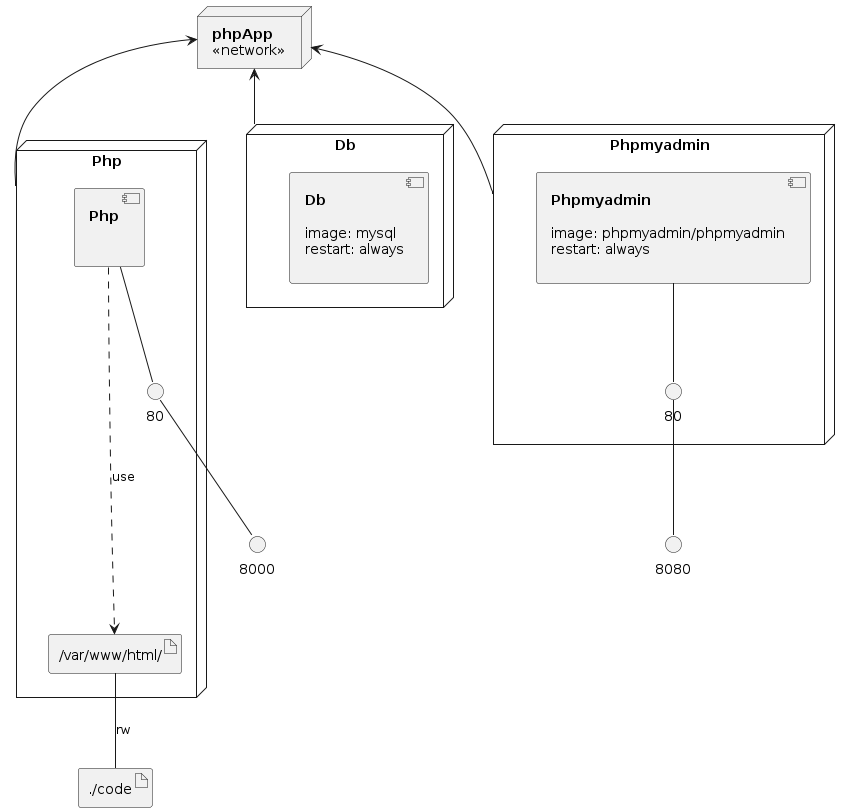 phpApp
«network»
Php
Db
Phpmyadmin
Php
Db
image: mysql
restart: always
Phpmyadmin
image: phpmyadmin/phpmyadmin
restart: always
80
80
use
8000
8080
/var/www/html/
rw
./code